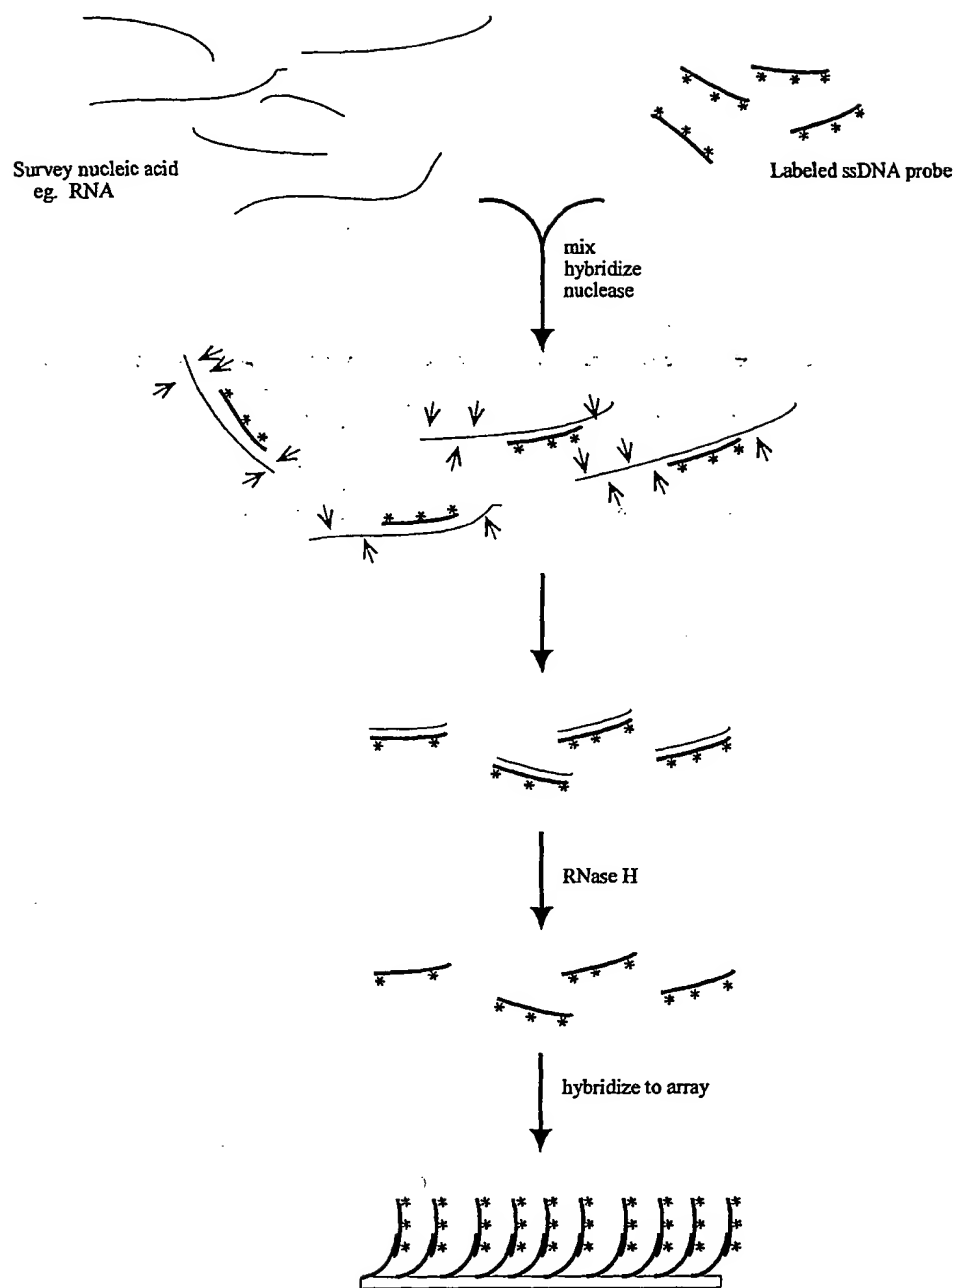 Survey nucleic acid
eg. RNA
Labeled ssDNA probe
mix
hybridize
nuclease
RNase H
hybridize to array